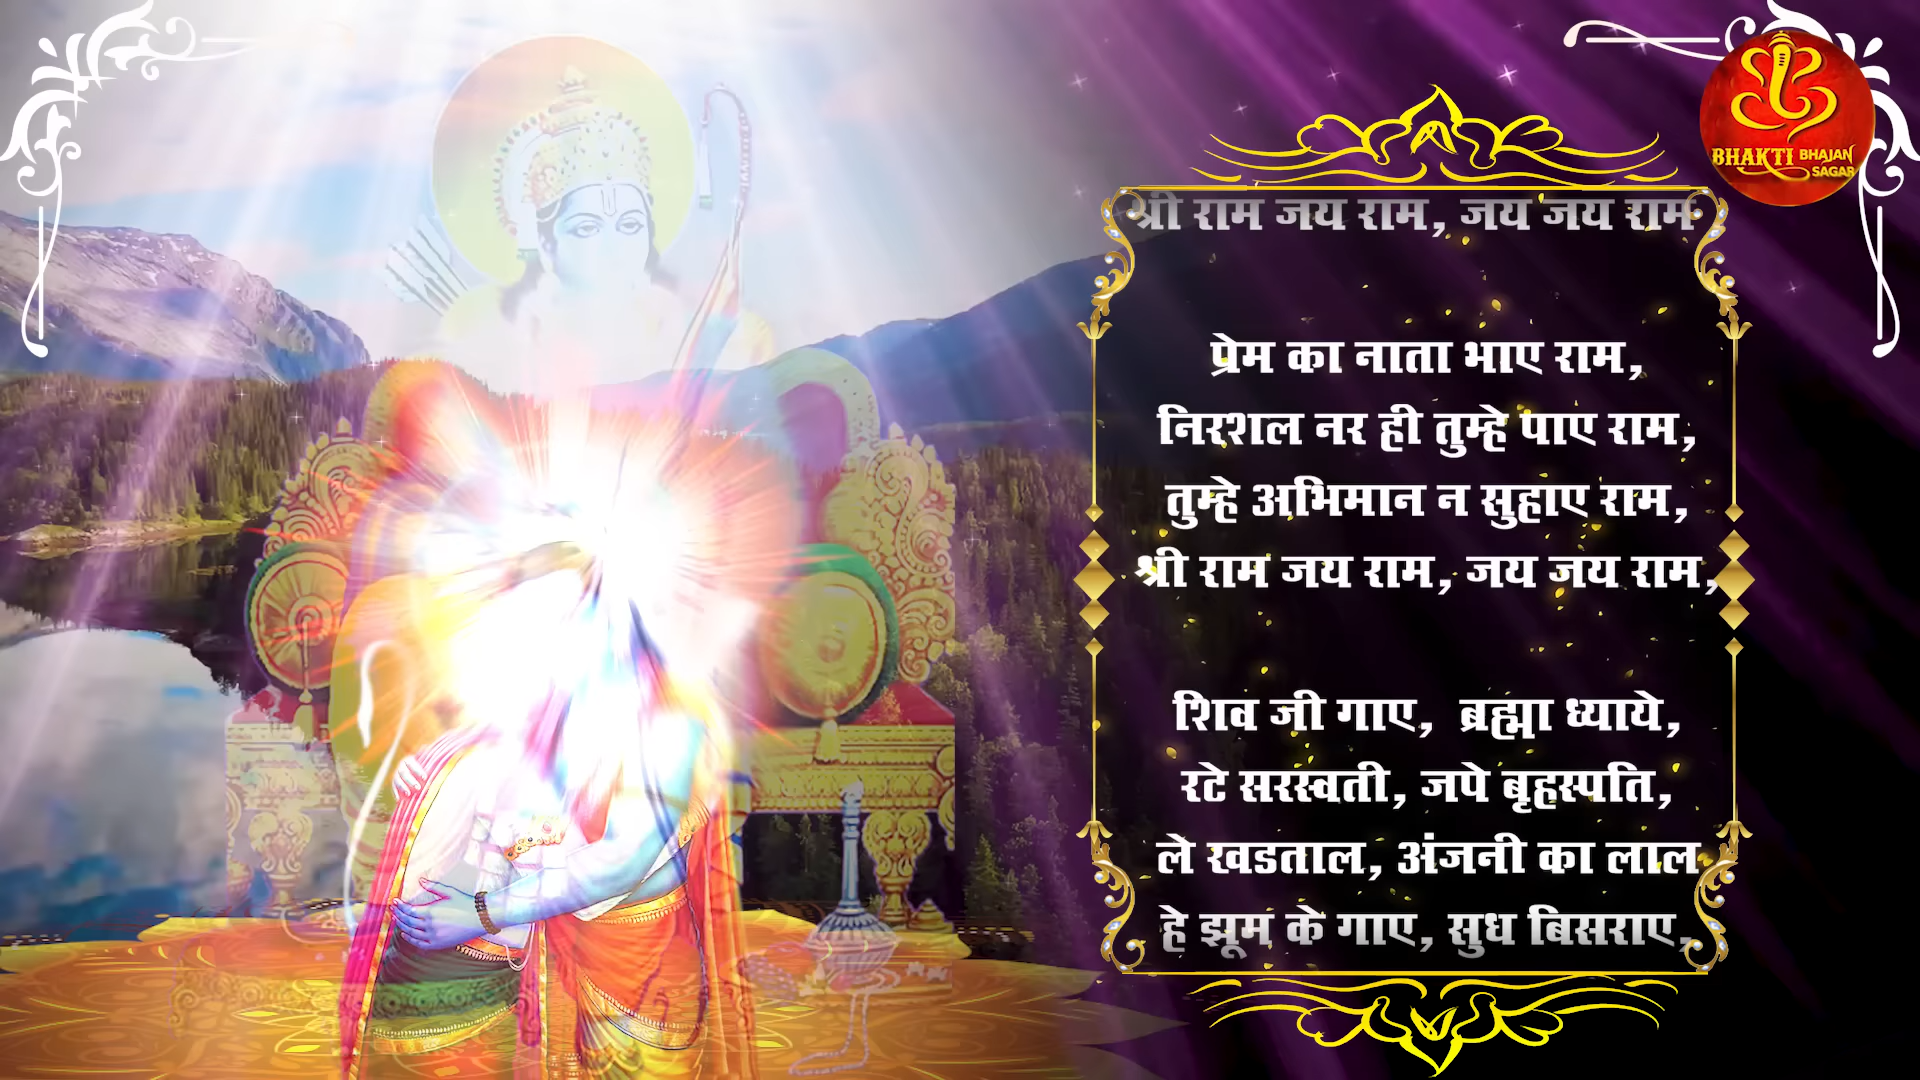 BHAKTI BHAJAN
SAGAR
श्री राम जय राम, जय जय राम
प्रेम का नाता भाए राम,
निरशल नर ही तुम्हे पाए राम,
तुम्हे अभिमान न सुहाए राम,
श्री राम जय राम, जय जय राम,
शिव जी गाए, ब्रह्मा ध्याये,
रटे सरस्वती, जपे बृहस्पति,
ले खडताल, अंजनी का लाल
हे झूम के गाए, सुध बिसराए,